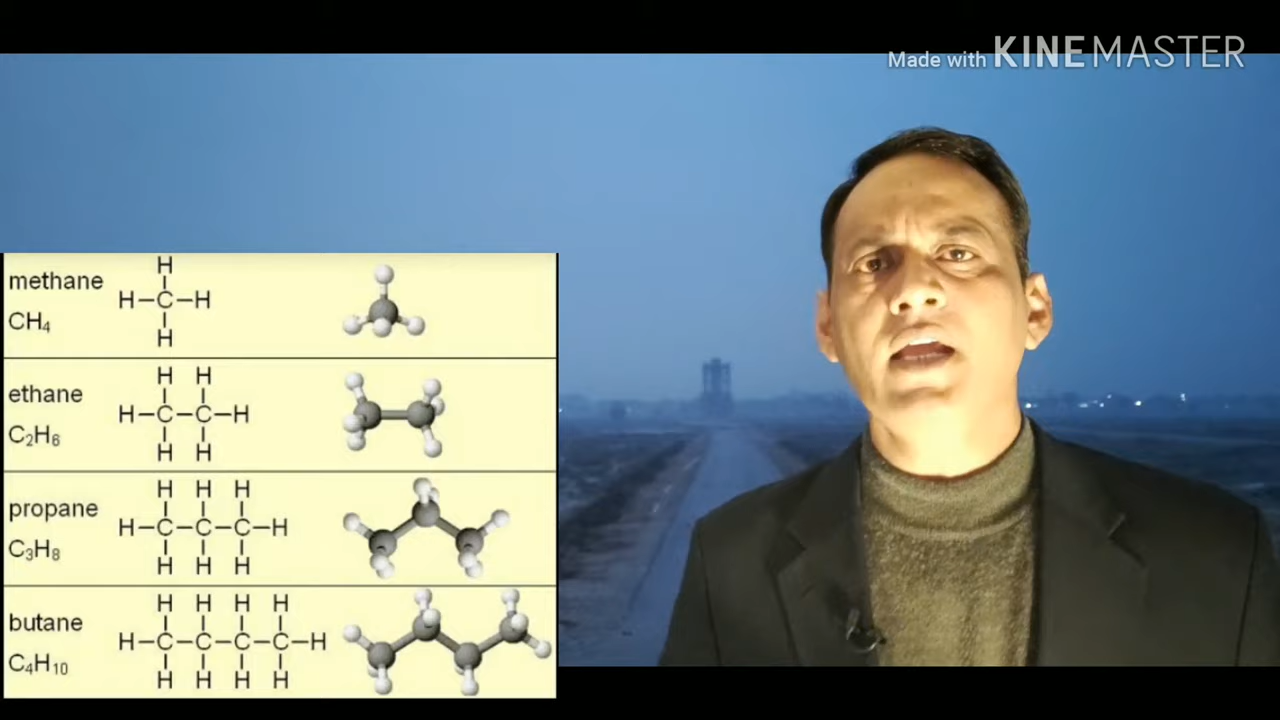 Made with KINEMASTER
methane
CH₄
H
H–C–H
H
ethane
C₂H₆
H H
H–C–C–H
H H
propane
C₃H₈
H H H
H–C–C–C–H
H H H
butane
C₄H₁₀
H H H H
H–C–C–C–C–H
H H H H